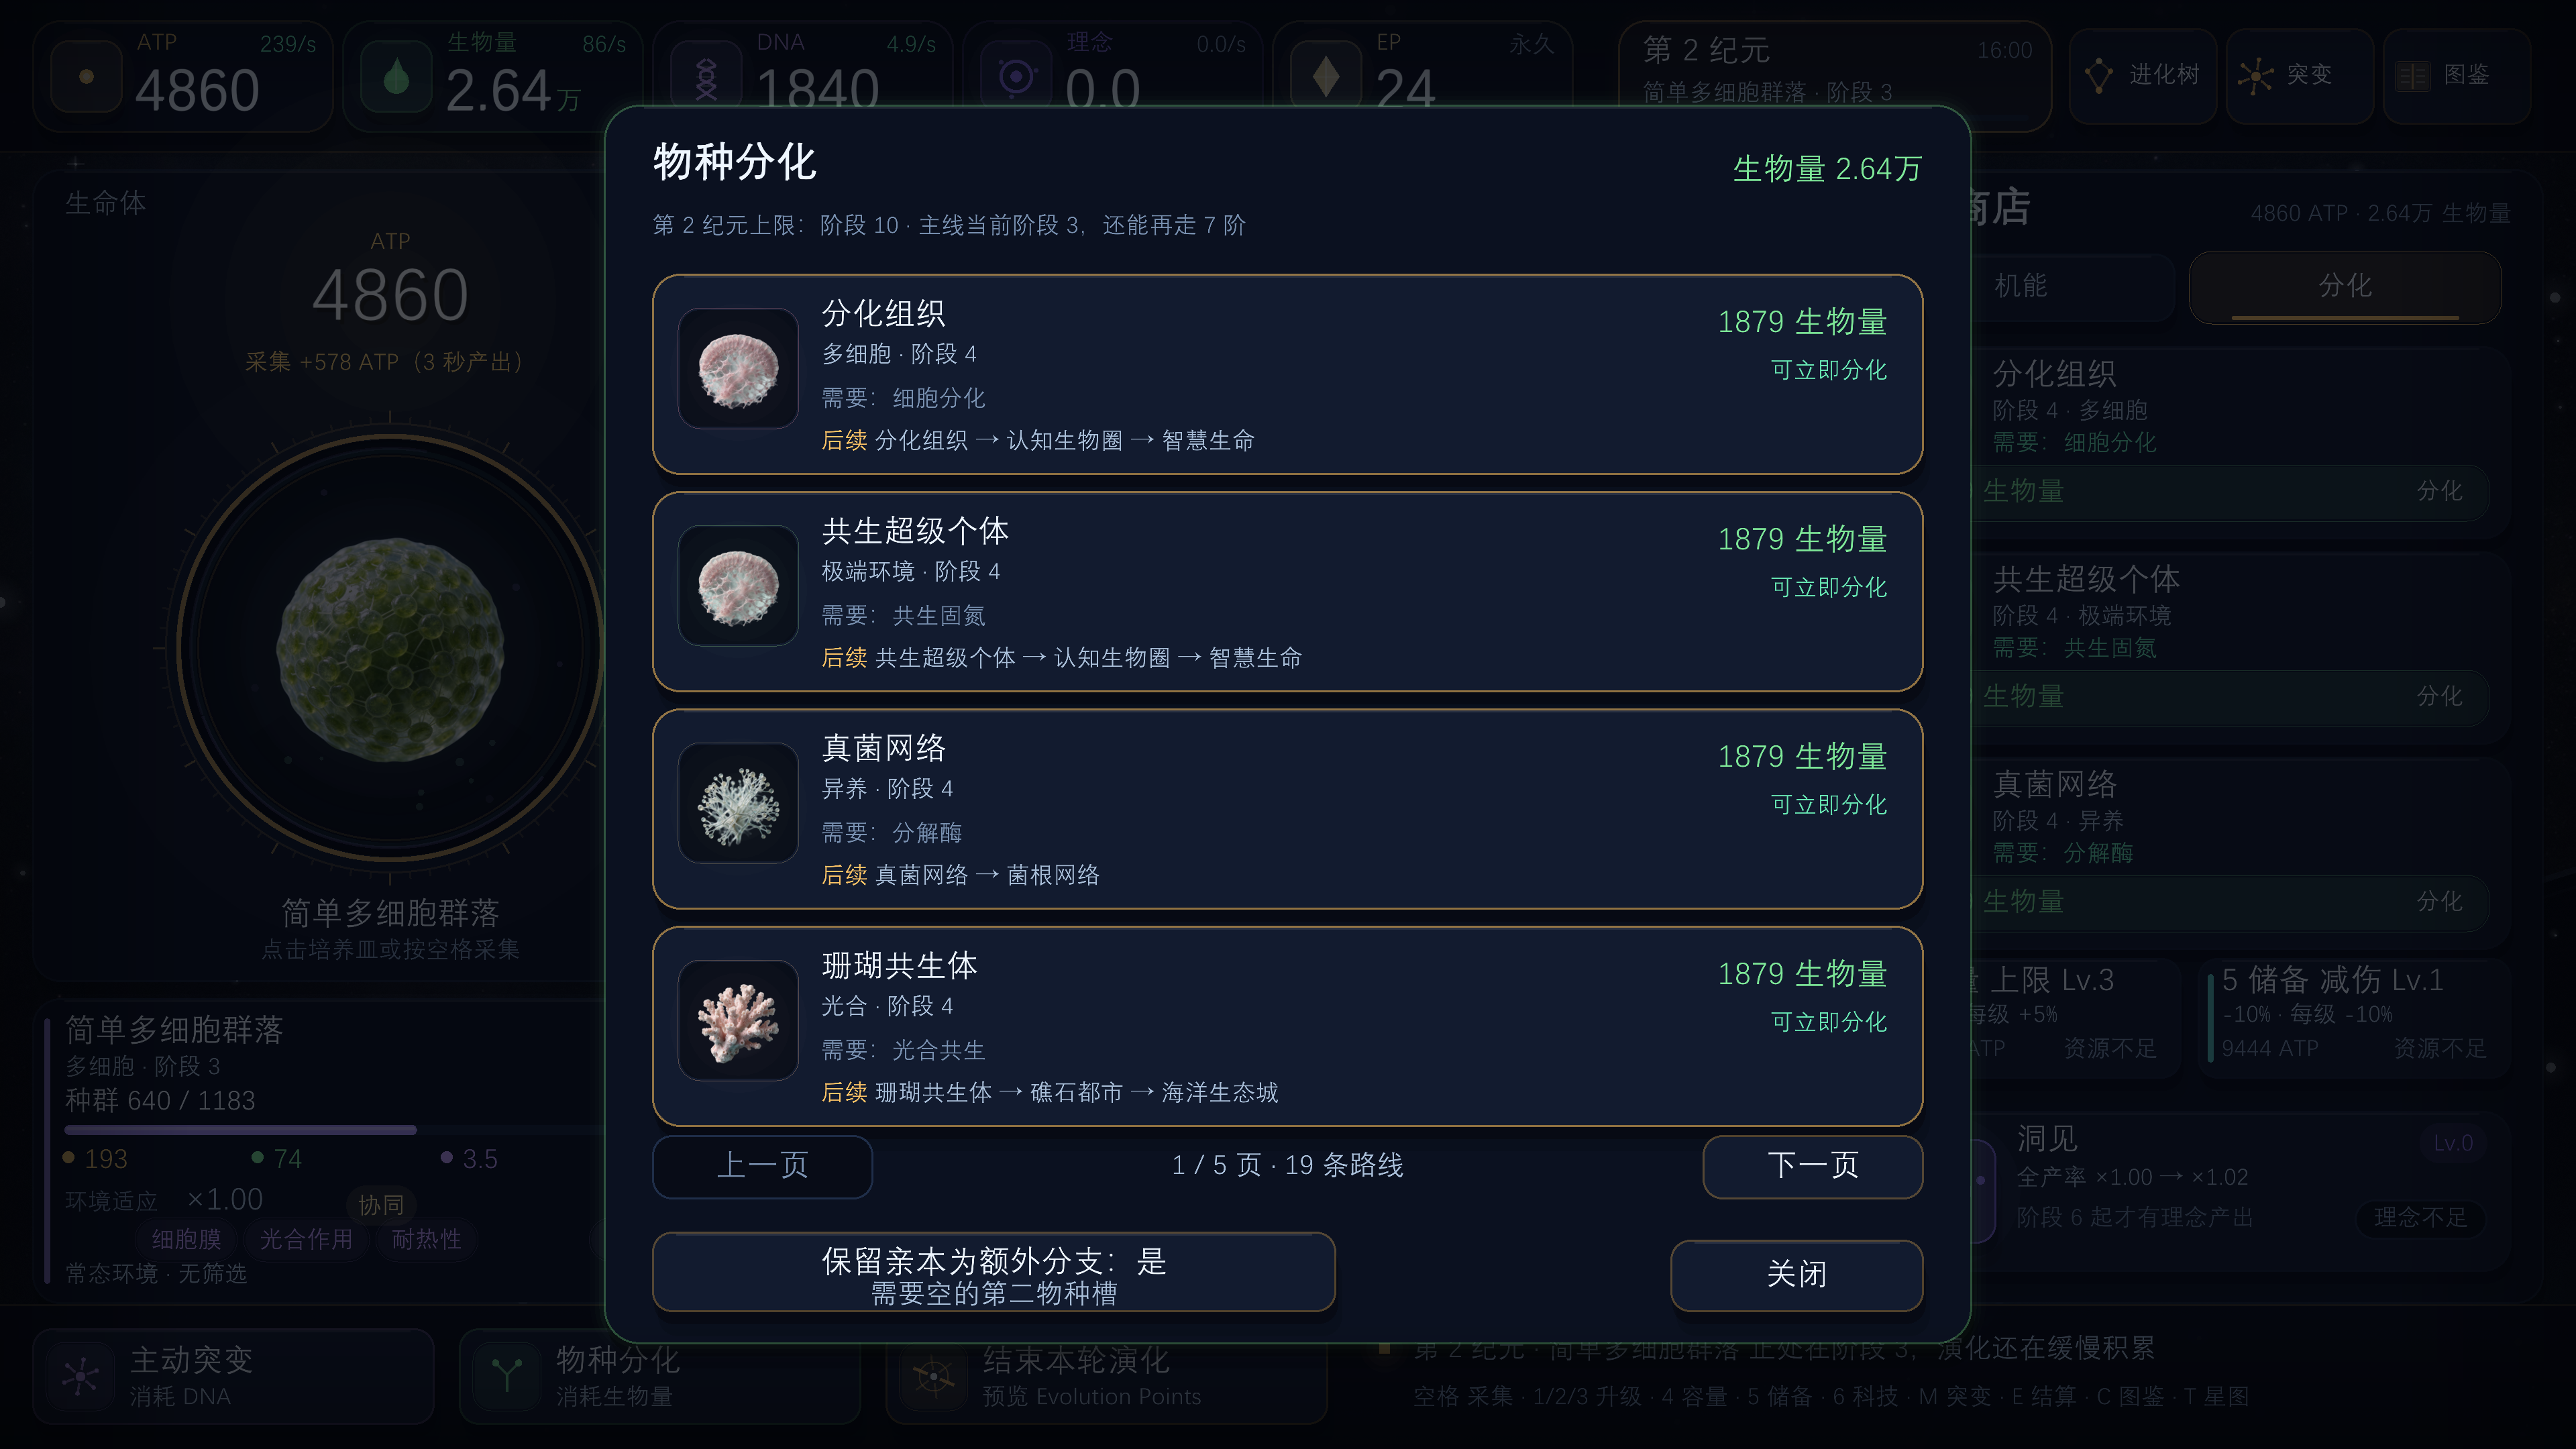 ATP 239/s
4860
生物量 86/s
2.64万
DNA 4.9/s
1840
理念 0.0/s
0.0
EP 永久
24
第 2 纪元 16:00
简单多细胞群落 · 阶段 3
进化树
突变
图鉴
生命体
ATP
4860
采集 +578 ATP（3 秒产出）
简单多细胞群落
点击培养皿或按空格采集
简单多细胞群落
多细胞 · 阶段 3
种群 640 / 1183
193 74 3.5
环境适应 ×1.00 协同
细胞膜 光合作用 耐热性
常态环境 · 无筛选
物种分化 生物量 2.64万
第 2 纪元上限：阶段 10 · 主线当前阶段 3，还能再走 7 阶
分化组织 1879 生物量
多细胞 · 阶段 4 可立即分化
需要：细胞分化
后续 分化组织 → 认知生物圈 → 智慧生命
共生超级个体 1879 生物量
极端环境 · 阶段 4 可立即分化
需要：共生固氮
后续 共生超级个体 → 认知生物圈 → 智慧生命
真菌网络 1879 生物量
异养 · 阶段 4 可立即分化
需要：分解酶
后续 真菌网络 → 菌根网络
珊瑚共生体 1879 生物量
光合 · 阶段 4 可立即分化
需要：光合共生
后续 珊瑚共生体 → 礁石都市 → 海洋生态城
上一页 1 / 5 页 · 19 条路线 下一页
保留亲本为额外分支：是
需要空的第二物种槽
关闭
商店 4860 ATP · 2.64万 生物量
机能 分化
分化组织
阶段 4 · 多细胞
需要：细胞分化
生物量 分化
共生超级个体
阶段 4 · 极端环境
需要：共生固氮
生物量 分化
真菌网络
阶段 4 · 异养
需要：分解酶
生物量 分化
上限 Lv.3
每级 +5%
ATP 资源不足
5 储备 减伤 Lv.1
-10% · 每级 -10%
9444 ATP 资源不足
洞见 Lv.0
全产率 ×1.00 → ×1.02
阶段 6 起才有理念产出 理念不足
主动突变
消耗 DNA
物种分化
消耗生物量
结束本轮演化
预览 Evolution Points
第 2 纪元 · 简单多细胞群落 正处在阶段 3，演化还在缓慢积累
空格 采集 · 1/2/3 升级 · 4 容量 · 5 储备 · 6 科技 · M 突变 · E 结算 · C 图鉴 · T 星图